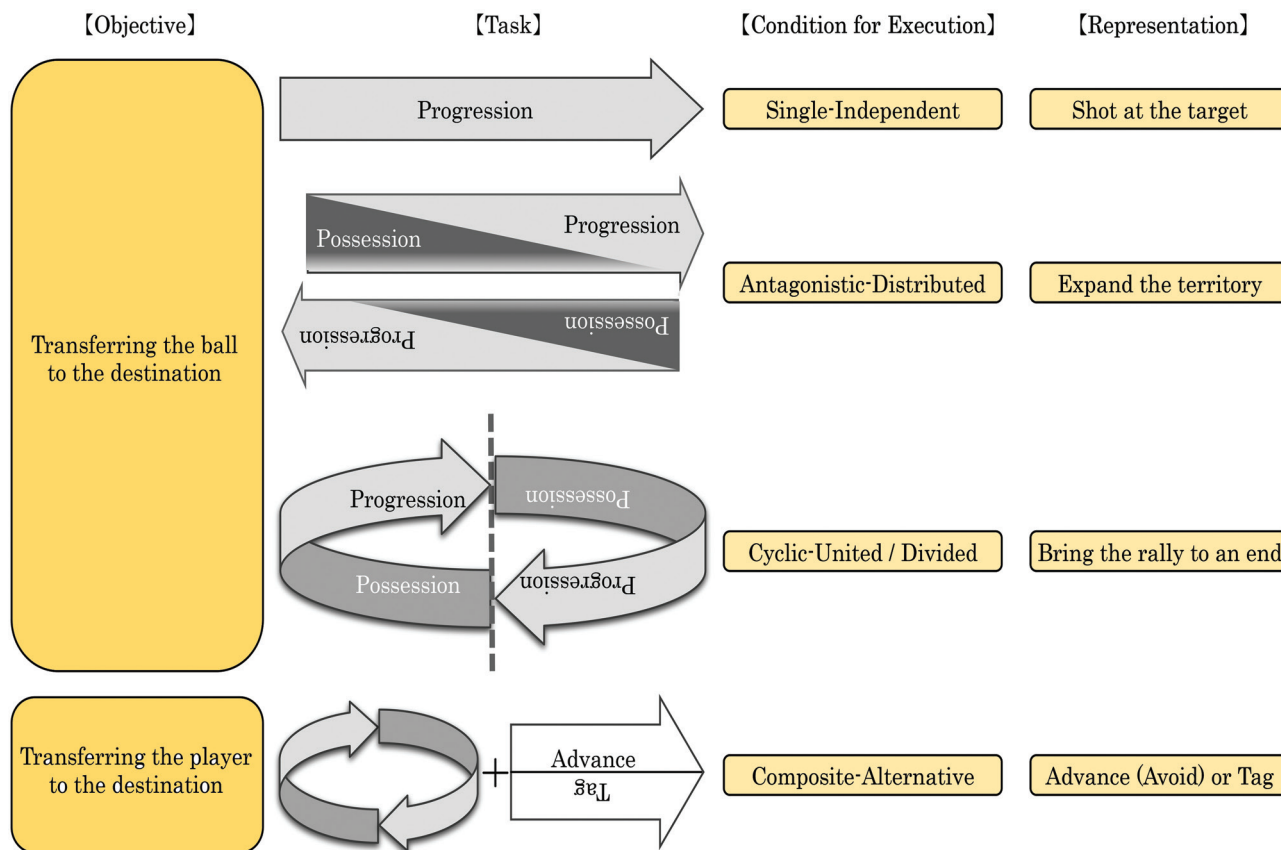 【Objective】
【Task】
【Condition for Execution】
【Representation】
Transferring the ball
to the destination
Progression
Single-Independent
Shot at the target
Possession
Progression
Progression
Possession
Antagonistic-Distributed
Expand the territory
Progression
Possession
Possession
Progression
Cyclic-United / Divided
Bring the rally to an end
Transferring the player
to the destination
+
Advance
Tag
Composite-Alternative
Advance (Avoid) or Tag